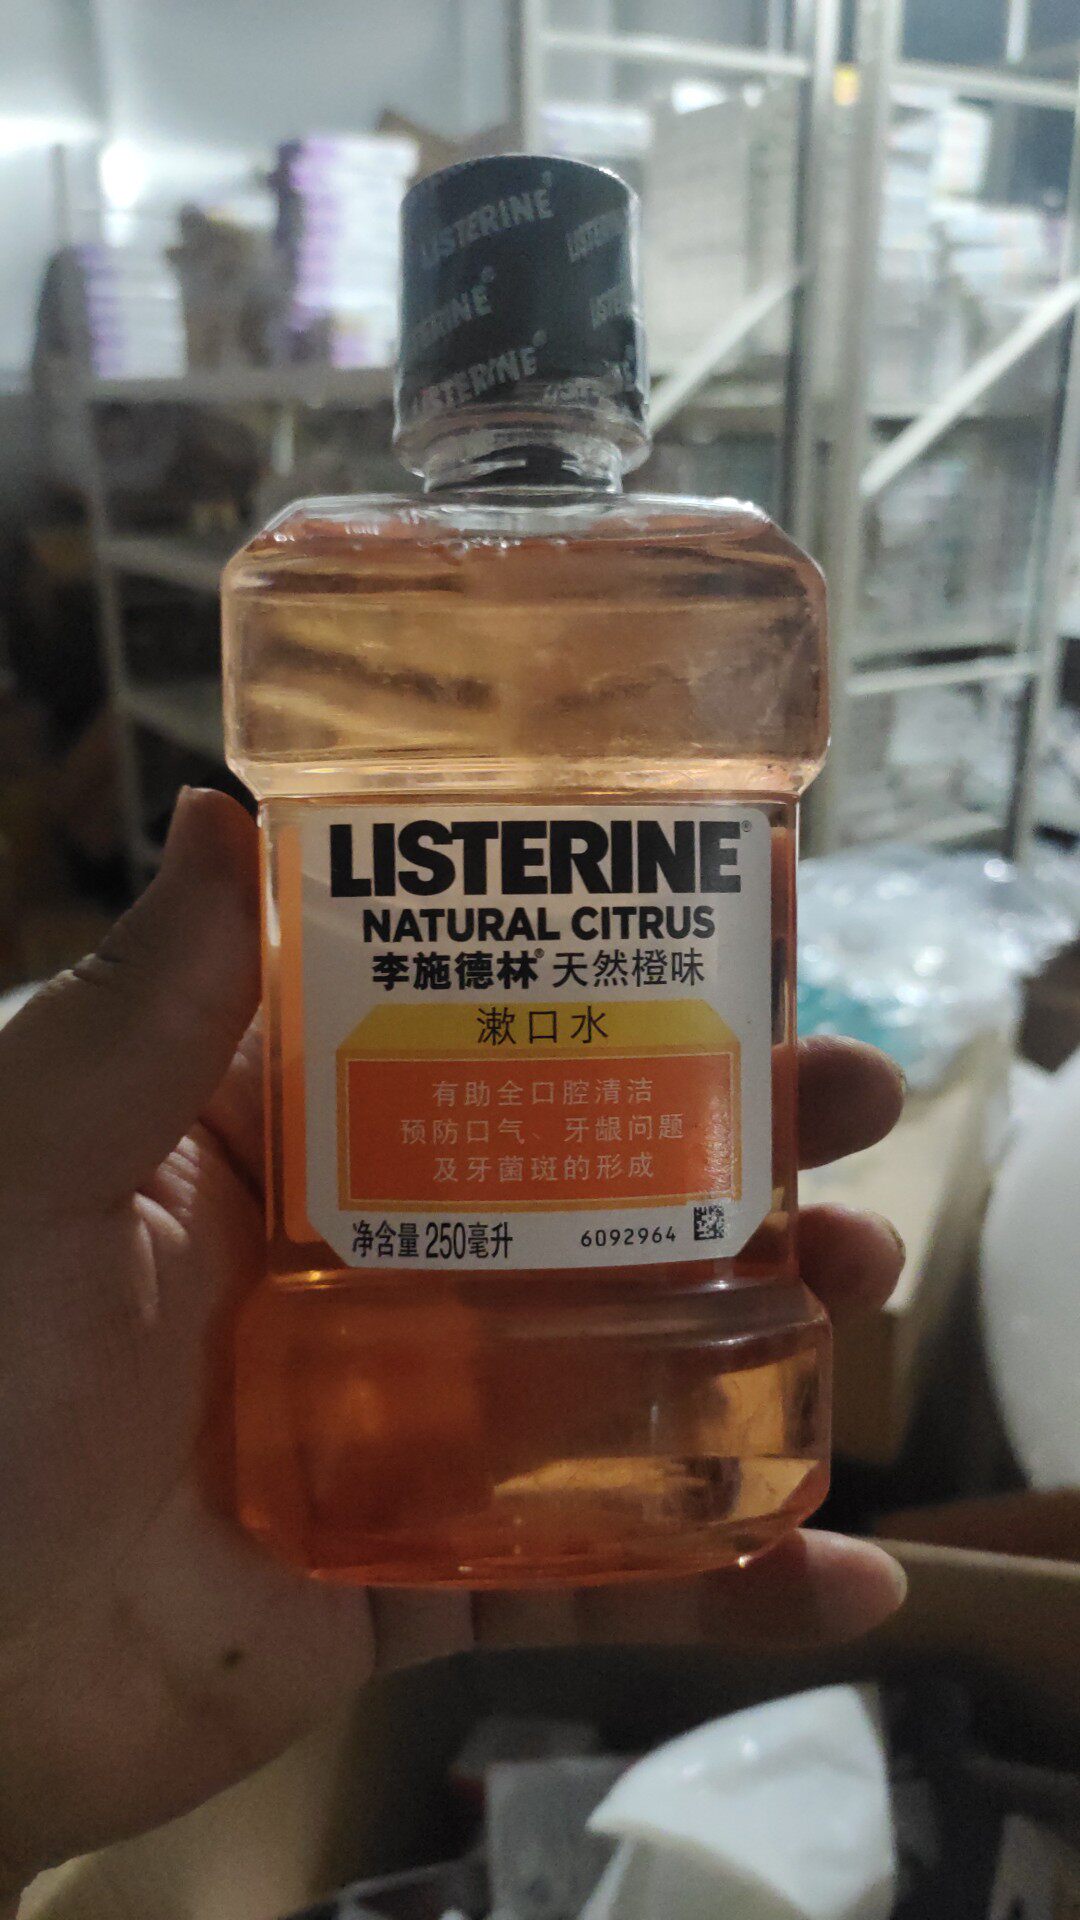 LISTERINE®
LISTERINE
LISTERINE®
LISTERINE®
LISTERINE®
NATURAL CITRUS
李施德林® 天然橙味
漱口水
有助全口腔清洁
预防口气、牙龈问题
及牙菌斑的形成
净含量 250毫升
6092964